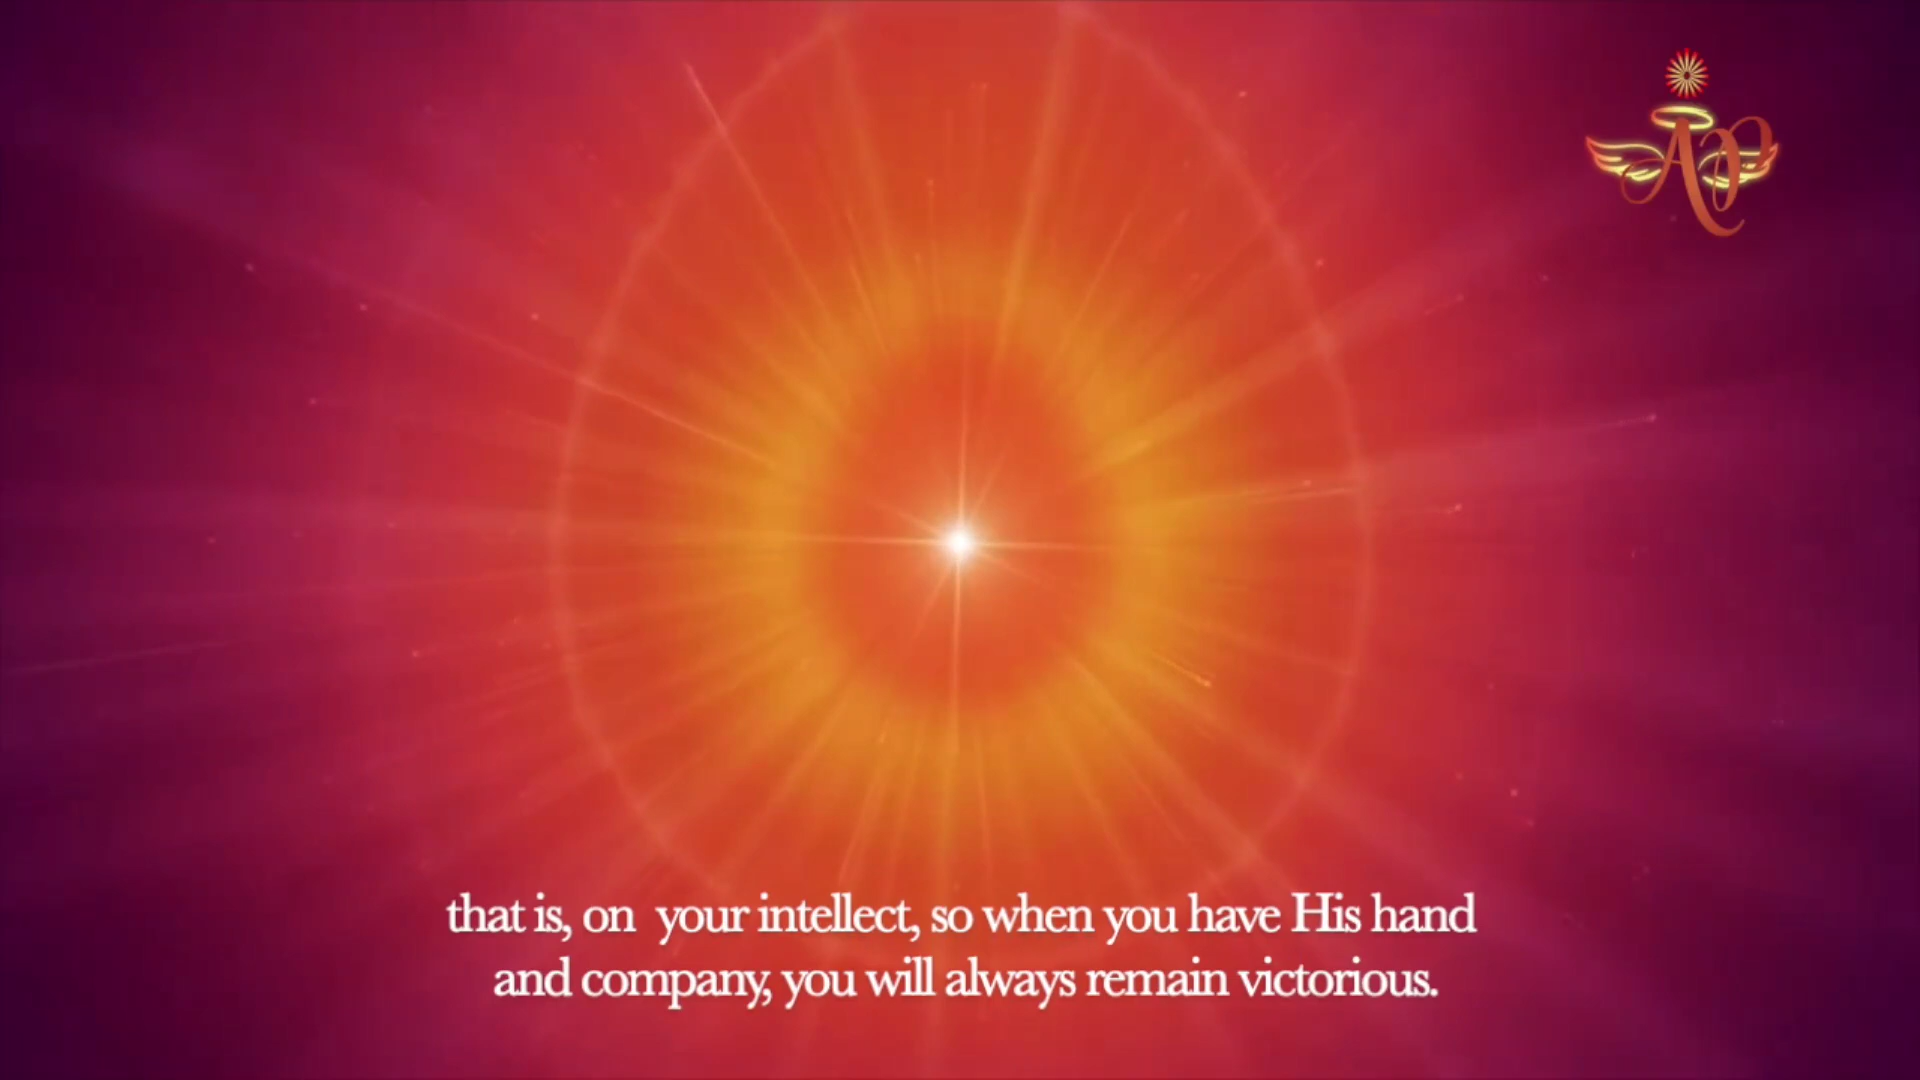 that is, on  your intellect, so when you have His hand
and company, you will always remain victorious.